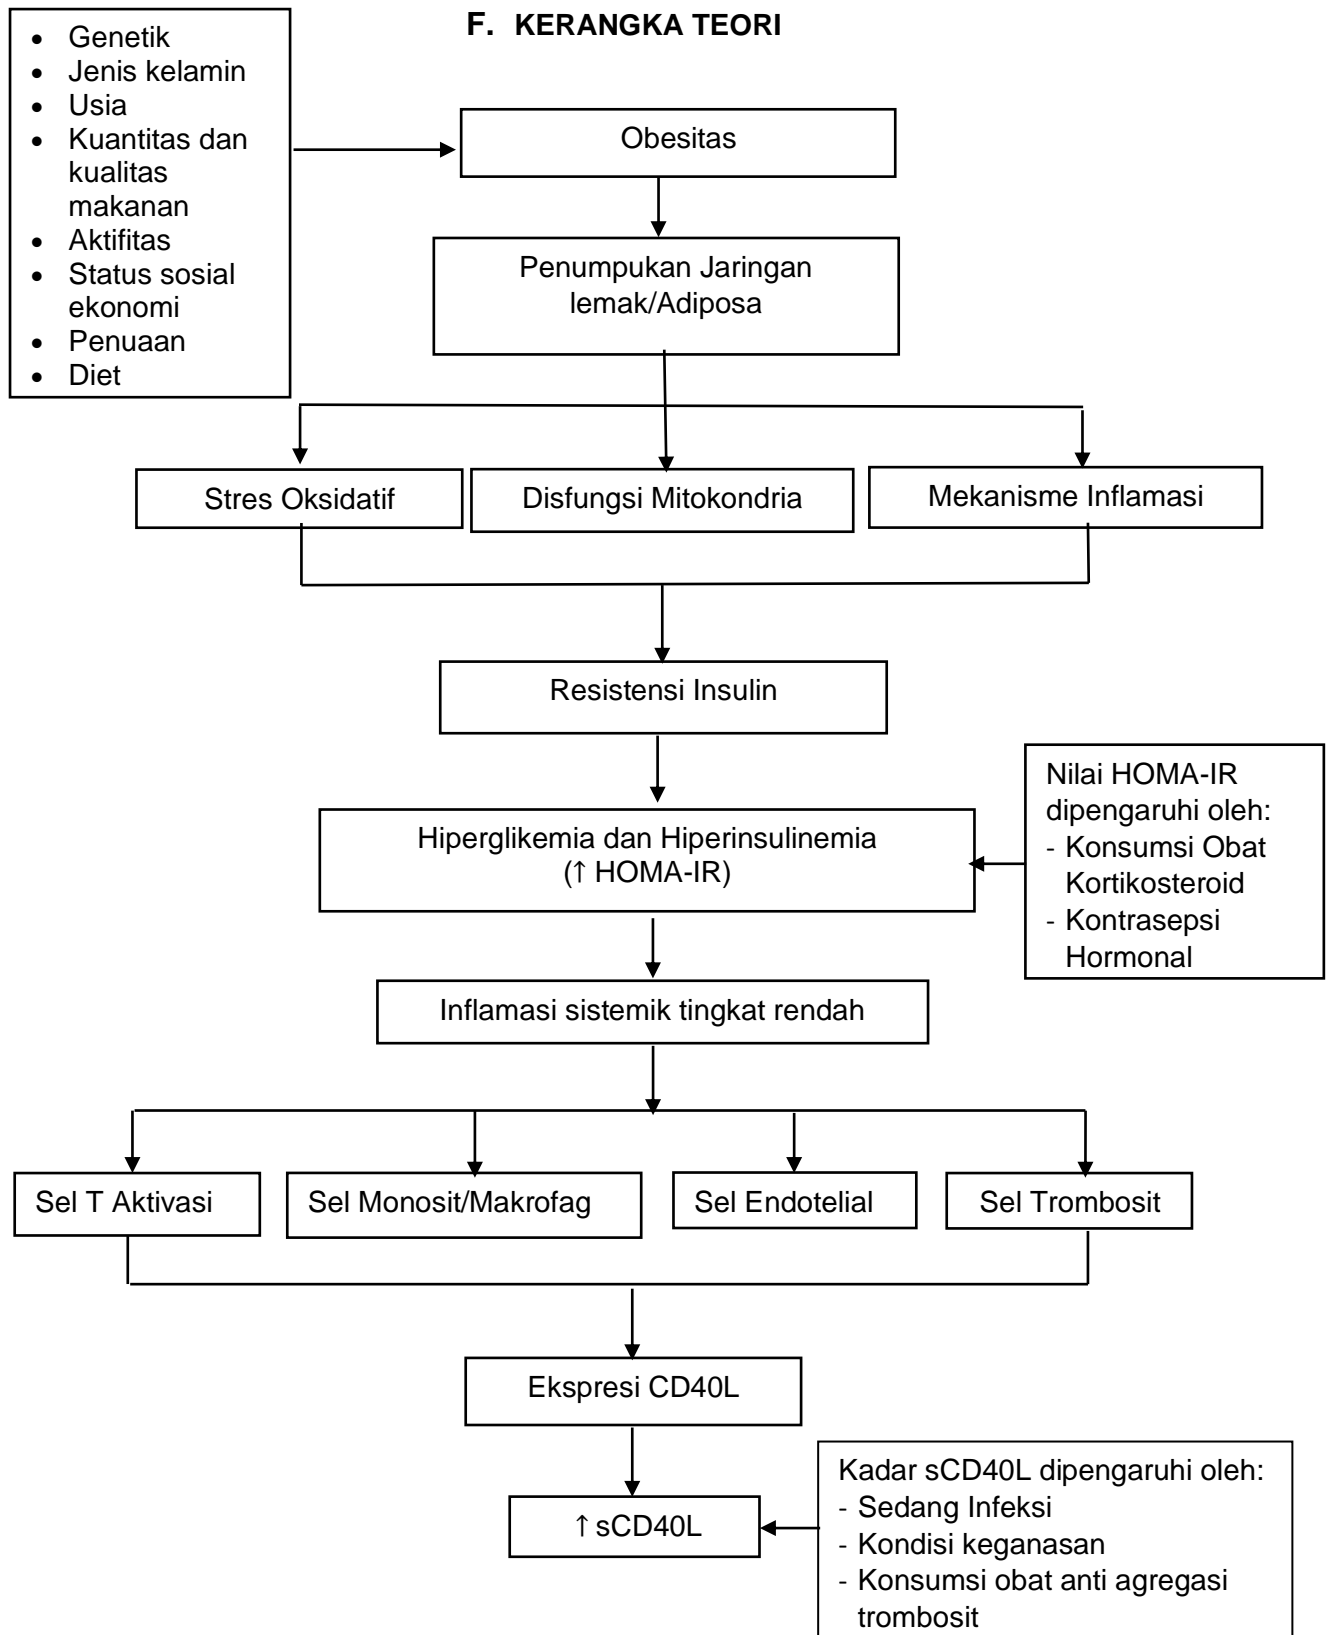 F. KERANGKA TEORI
• Genetik
• Jenis kelamin
• Usia
• Kuantitas dan
kualitas
makanan
• Aktifitas
• Status sosial
ekonomi
• Penuaan
• Diet
Obesitas
Penumpukan Jaringan
lemak/Adiposa
Stres Oksidatif
Disfungsi Mitokondria
Mekanisme Inflamasi
Resistensi Insulin
Hiperglikemia dan Hiperinsulinemia
(↑ HOMA-IR)
Nilai HOMA-IR
dipengaruhi oleh:
- Konsumsi Obat
Kortikosteroid
- Kontrasepsi
Hormonal
Inflamasi sistemik tingkat rendah
Sel T Aktivasi
Sel Monosit/Makrofag
Sel Endotelial
Sel Trombosit
Ekspresi CD40L
↑ sCD40L
Kadar sCD40L dipengaruhi oleh:
- Sedang Infeksi
- Kondisi keganasan
- Konsumsi obat anti agregasi
trombosit